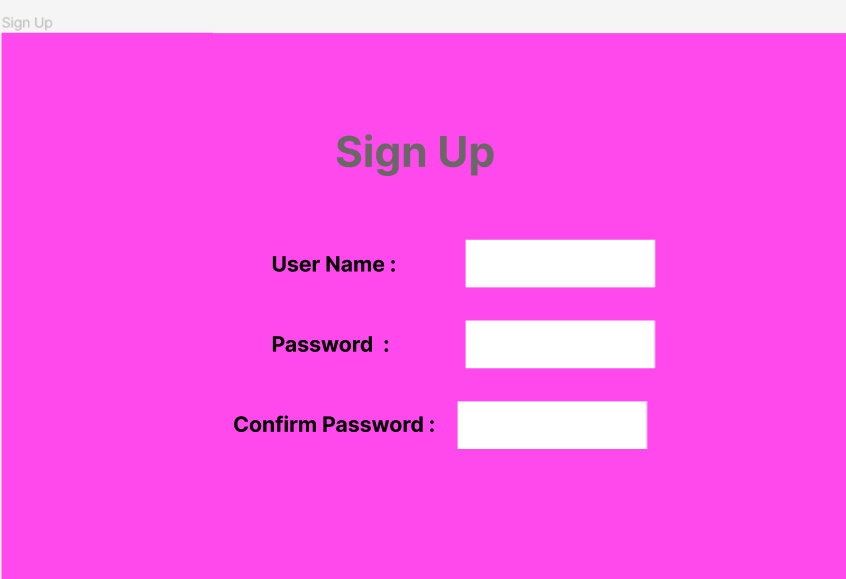 Sign Up
Sign Up
User Name :
Password  :
Confirm Password :